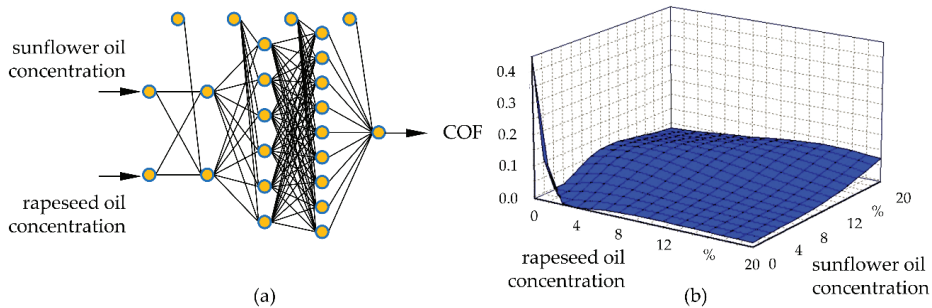 (a)
sunflower oil
concentration
rapeseed oil
concentration
COF
0.4
0.3
0.2
0.1
0.0
0
4
8
12
%
20
0
4
8
12
%
20
rapeseed oil
concentration
sunflower oil
concentration
(a)
(b)